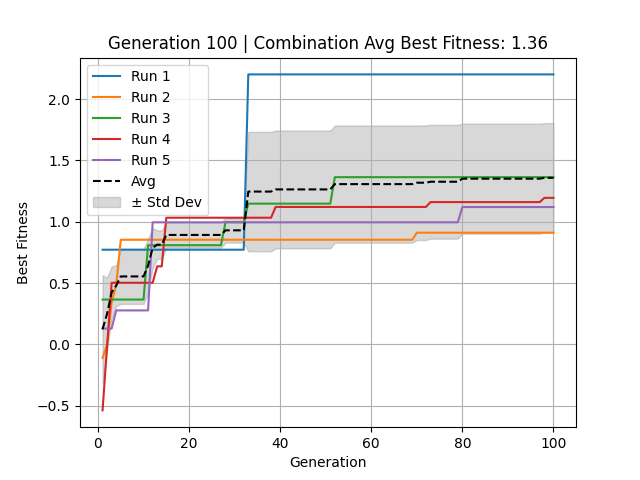 Generation 100 | Combination Avg Best Fitness: 1.36
Run 1
Run 2
Run 3
Run 4
Run 5
Avg
± Std Dev
Best Fitness
2.0
1.5
1.0
0.5
0.0
−0.5
0
20
40
60
80
100
Generation